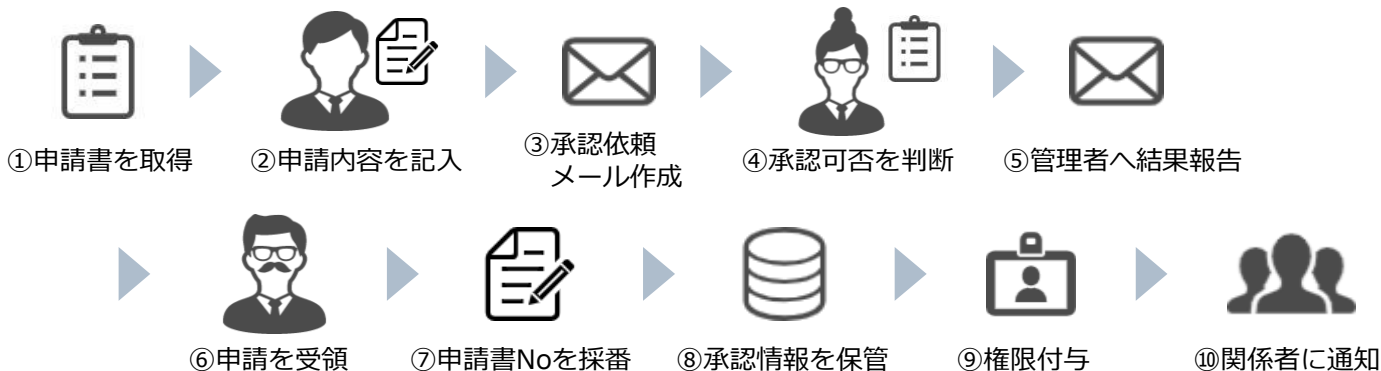 ①申請書を取得
②申請内容を記入
③承認依頼
メール作成
④承認可否を判断
⑤管理者へ結果報告
⑥申請を受領
⑦申請書Noを採番
⑧承認情報を保管
⑨権限付与
⑩関係者に通知